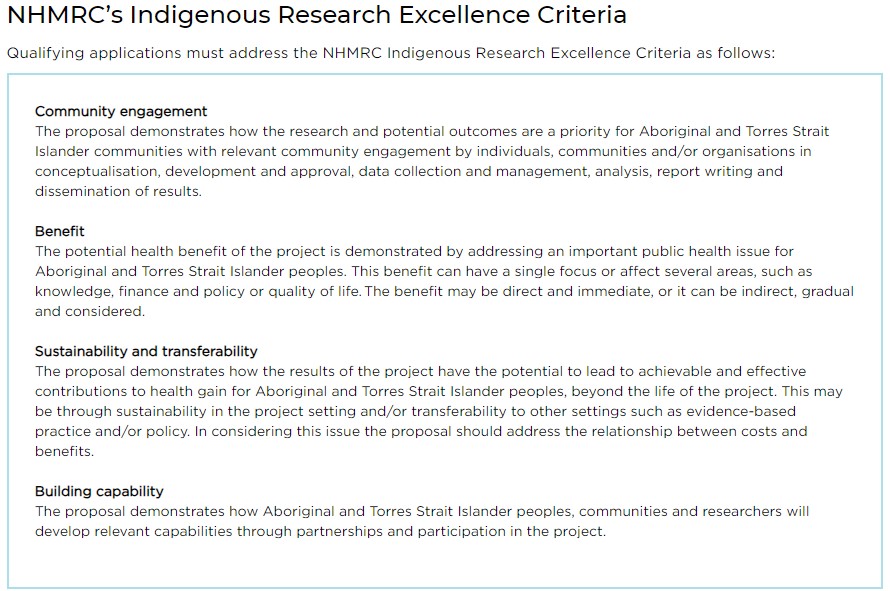 NHMRC’s Indigenous Research Excellence Criteria
Qualifying applications must address the NHMRC Indigenous Research Excellence Criteria as follows:
Community engagement
The proposal demonstrates how the research and potential outcomes are a priority for Aboriginal and Torres Strait
Islander communities with relevant community engagement by individuals, communities and/or organisations in
conceptualisation, development and approval, data collection and management, analysis, report writing and
dissemination of results.
Benefit
The potential health benefit of the project is demonstrated by addressing an important public health issue for
Aboriginal and Torres Strait Islander peoples. This benefit can have a single focus or affect several areas, such as
knowledge, finance and policy or quality of life. The benefit may be direct and immediate, or it can be indirect, gradual
and considered.
Sustainability and transferability
The proposal demonstrates how the results of the project have the potential to lead to achievable and effective
contributions to health gain for Aboriginal and Torres Strait Islander peoples, beyond the life of the project. This may
be through sustainability in the project setting and/or transferability to other settings such as evidence-based
practice and/or policy. In considering this issue the proposal should address the relationship between costs and
benefits.
Building capability
The proposal demonstrates how Aboriginal and Torres Strait Islander peoples, communities and researchers will
develop relevant capabilities through partnerships and participation in the project.